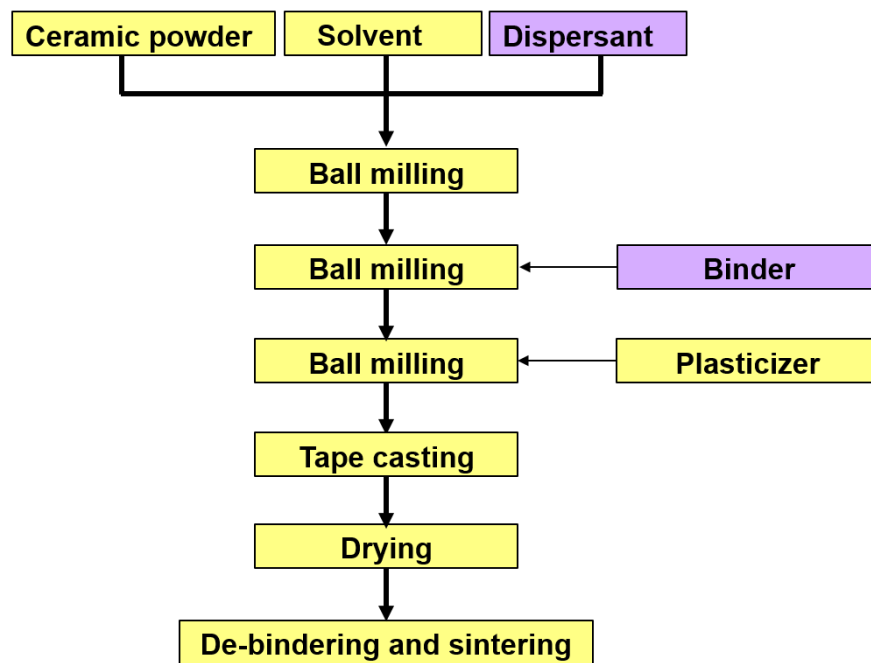 Ceramic powder
Solvent
Dispersant
Ball milling
Ball milling
Binder
Ball milling
Plasticizer
Tape casting
Drying
De-bindering and sintering